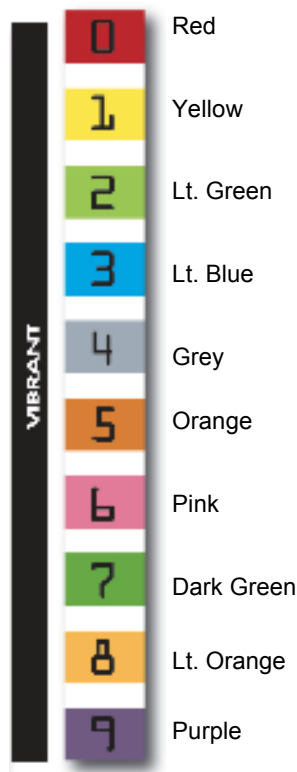 VIBRANT
0 Red
1 Yellow
2 Lt. Green
3 Lt. Blue
4 Grey
5 Orange
6 Pink
7 Dark Green
8 Lt. Orange
9 Purple